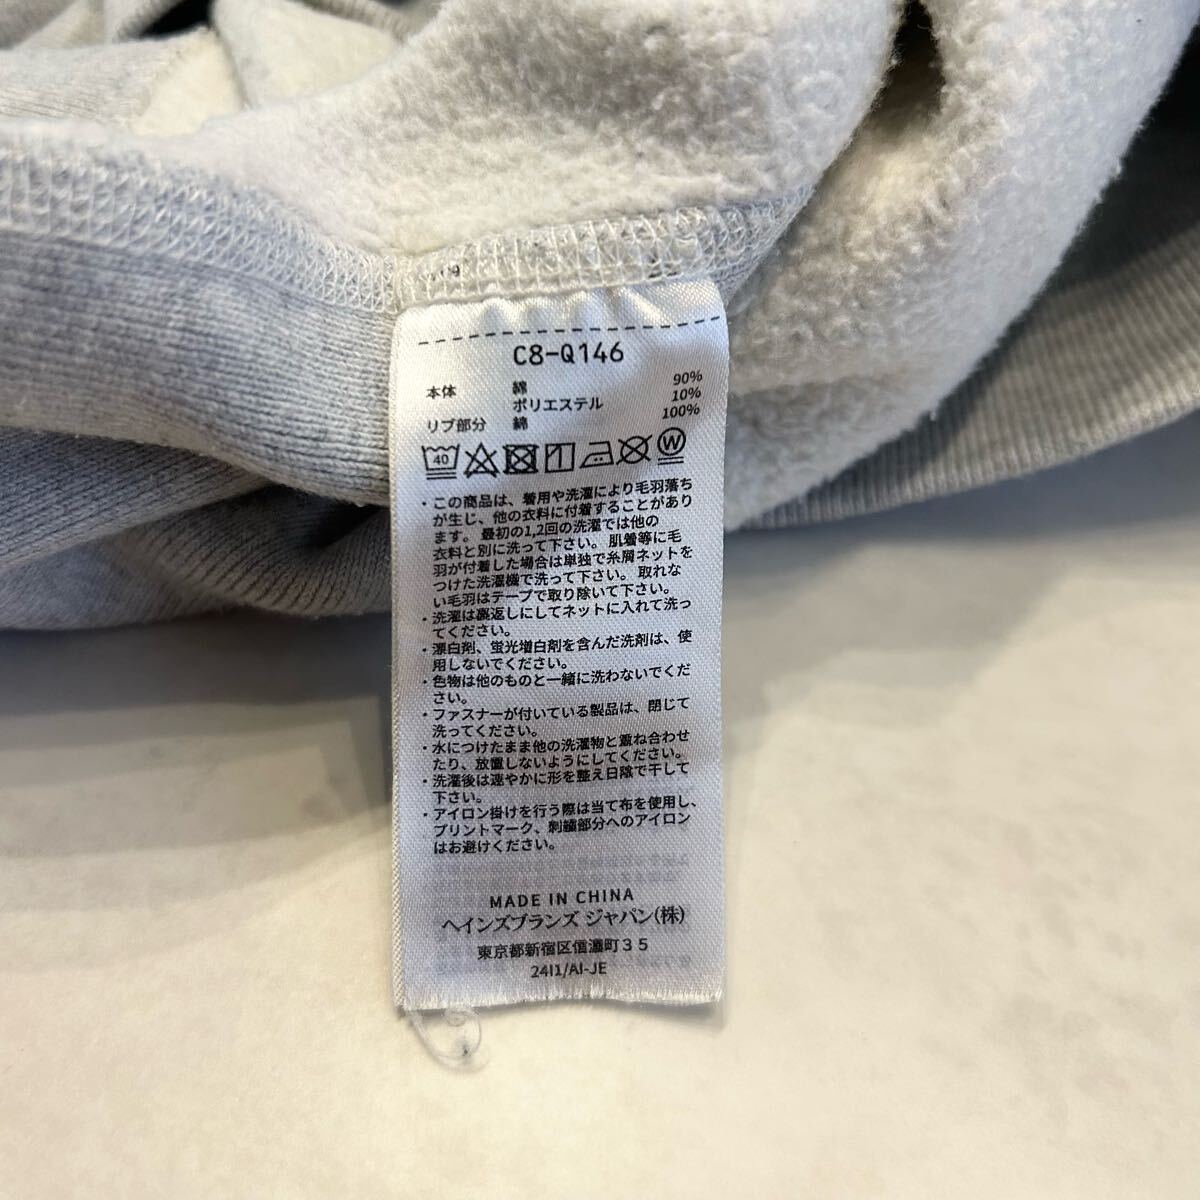 C8-Q146
本体 綿 90%
ポリエステル 10%
リブ部分 綿 100%
40 W
・この商品は、着用や洗濯により毛羽落ち
が生じ、他の衣料に付着することがあり
ます。最初の1,2回の洗濯では他の
衣料と別に洗って下さい。肌着等に毛
羽が付着した場合は単独で糸屑ネットを
つけた洗濯機で洗って下さい。取れな
い毛羽はテープで取り除いて下さい。
・洗濯は裏返しにしてネットに入れて洗っ
てください。
・漂白剤、蛍光増白剤を含んだ洗剤は、使
用しないでください。
・色物は他のものと一緒に洗わないでくだ
さい。
・ファスナーが付いている製品は、閉じて
洗ってください。
・水につけたまま他の洗濯物と重ね合わせ
たり、放置しないようにしてください。
・洗濯後は速やかに形を整え日陰で干して
下さい。
・アイロン掛けを行う際は当て布を使用し、
プリントマーク、刺繍部分へのアイロン
はお避けください。
MADE IN CHINA
ヘインズブランズ ジャパン(株)
東京都新宿区信濃町35
24I1/AI-JE